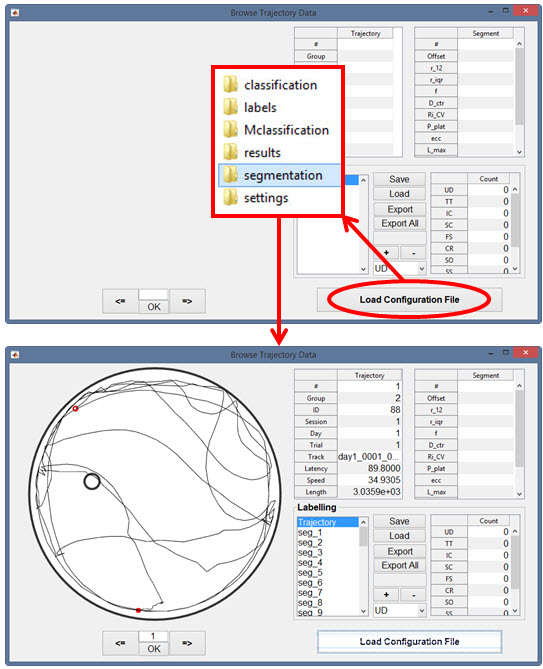 Browse Trajectory Data
Trajectory
#
Group
Segment
#
Offset
r_12
r_iqr
f
D_ctr
Ri_CV
P_plat
ecc
L_max
classification
labels
Mclassification
results
segmentation
settings
Save
Load
Export
Export All
+ -
UD
Count
UD 0
TT 0
IC 0
SC 0
FS 0
CR 0
SO 0
SS 0
<= OK =>
Load Configuration File
Browse Trajectory Data
Trajectory
# 1
Group 2
ID 88
Session 1
Day 1
Trial 1
Track day1_0001_0...
Latency 89.8000
Speed 34.9305
Length 3.0359e+03
Segment
#
Offset
r_12
r_iqr
f
D_ctr
Ri_CV
P_plat
ecc
L_max
Labelling
Trajectory
seg_1
seg_2
seg_3
seg_4
seg_5
seg_6
seg_7
seg_8
seg_9
Save
Load
Export
Export All
+ -
UD
Count
UD 0
TT 0
IC 0
SC 0
FS 0
CR 0
SO 0
SS 0
<= 1 =>
OK
Load Configuration File